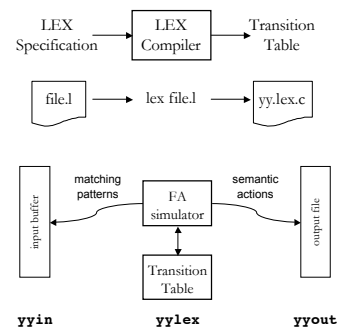 LEX Specification
LEX Compiler
Transition Table
file.l
lex file.l
yy.lex.c
matching patterns
semantic actions
input buffer
FA simulator
output file
Transition Table
yyin
yylex
yyout